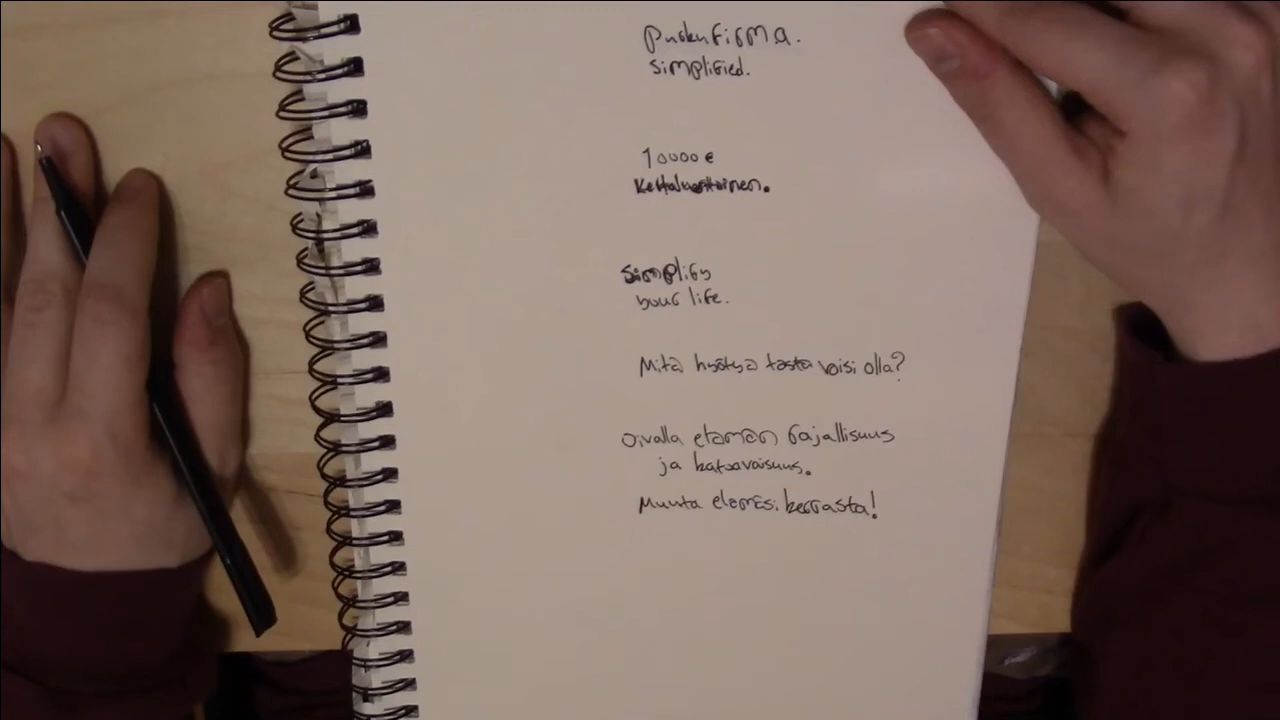 puskufirma.
simplified.
10000 €
Kertaluontoinen.
simplify
your life.
Mitä hyötyä tästä voisi olla?
Oivalla elämän rajallisuus
ja katoavaisuus.
Muuta elämäsi kerrasta!